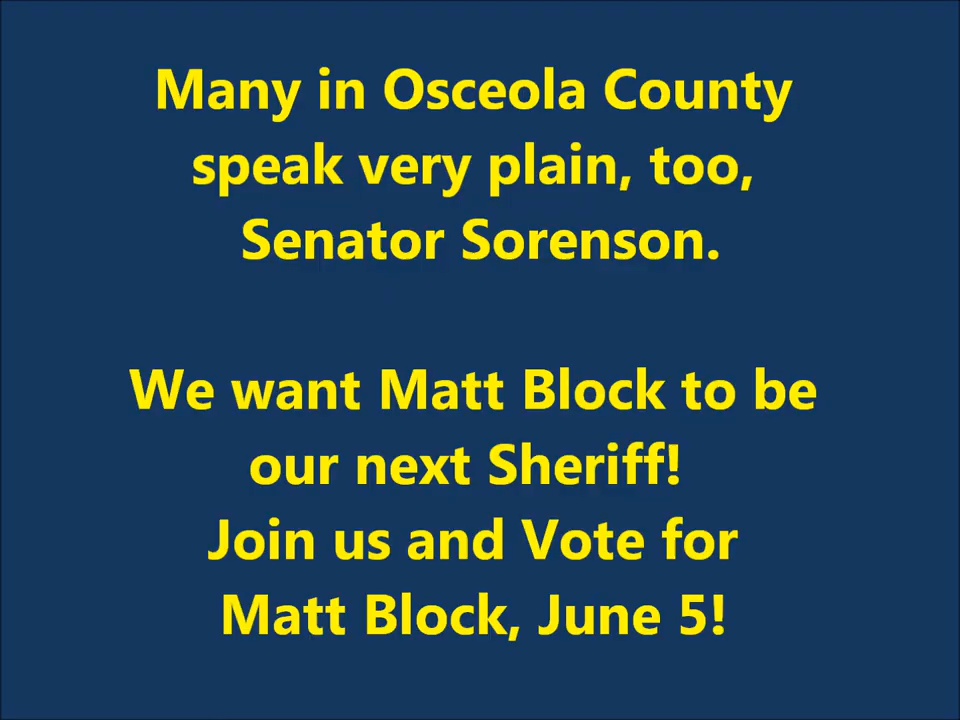 Many in Osceola County
speak very plain, too,
Senator Sorenson.
We want Matt Block to be
our next Sheriff!
Join us and Vote for
Matt Block, June 5!